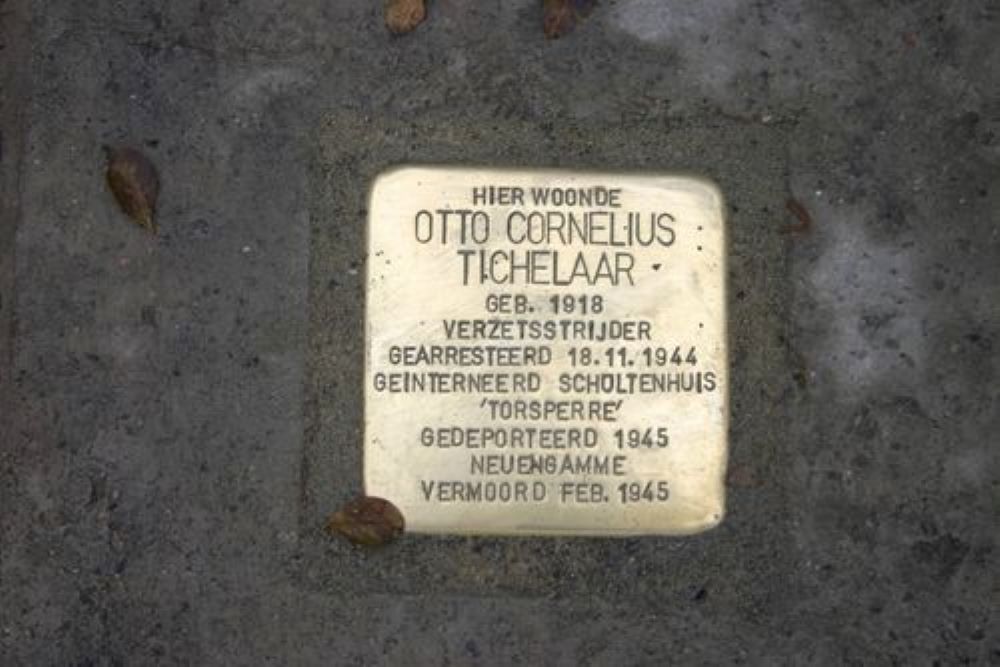 HIER WOONDE
OTTO CORNELIUS
TICHELAAR
GEB. 1918
VERZETSSTRIJDER
GEARRESTEERD 18.11.1944
GEÏNTERNEERD SCHOLTENHUIS
'TORSPERRE'
GEDEPORTEERD 1945
NEUENGAMME
VERMOORD FEB. 1945